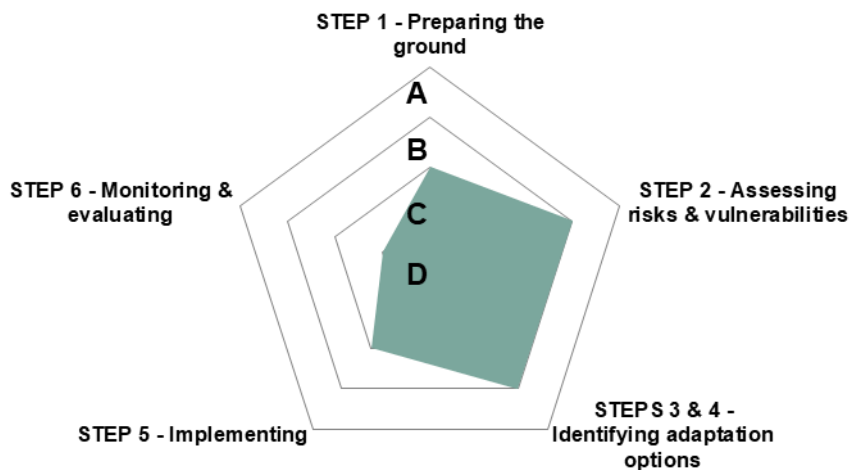 STEP 1 - Preparing the
ground
A
B
STEP 6 - Monitoring &
evaluating
STEP 2 - Assessing
risks & vulnerabilities
C
D
STEPS 3 & 4 -
Identifying adaptation
options
STEP 5 - Implementing